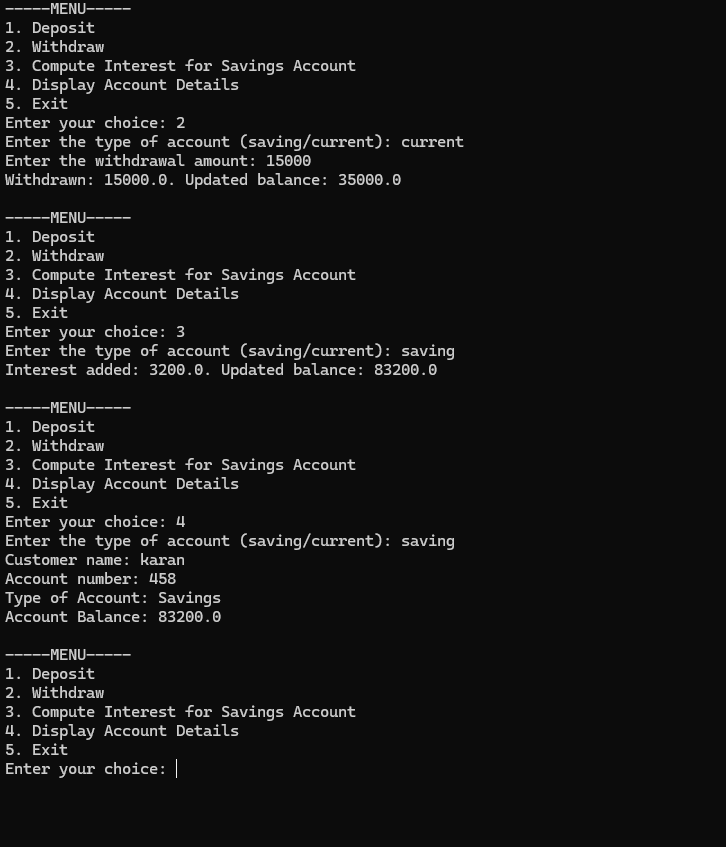 -----MENU-----
1. Deposit
2. Withdraw
3. Compute Interest for Savings Account
4. Display Account Details
5. Exit
Enter your choice: 2
Enter the type of account (saving/current): current
Enter the withdrawal amount: 15000
Withdrawn: 15000.0. Updated balance: 35000.0
-----MENU-----
1. Deposit
2. Withdraw
3. Compute Interest for Savings Account
4. Display Account Details
5. Exit
Enter your choice: 3
Enter the type of account (saving/current): saving
Interest added: 3200.0. Updated balance: 83200.0
-----MENU-----
1. Deposit
2. Withdraw
3. Compute Interest for Savings Account
4. Display Account Details
5. Exit
Enter your choice: 4
Enter the type of account (saving/current): saving
Customer name: karan
Account number: 458
Type of Account: Savings
Account Balance: 83200.0
-----MENU-----
1. Deposit
2. Withdraw
3. Compute Interest for Savings Account
4. Display Account Details
5. Exit
Enter your choice: